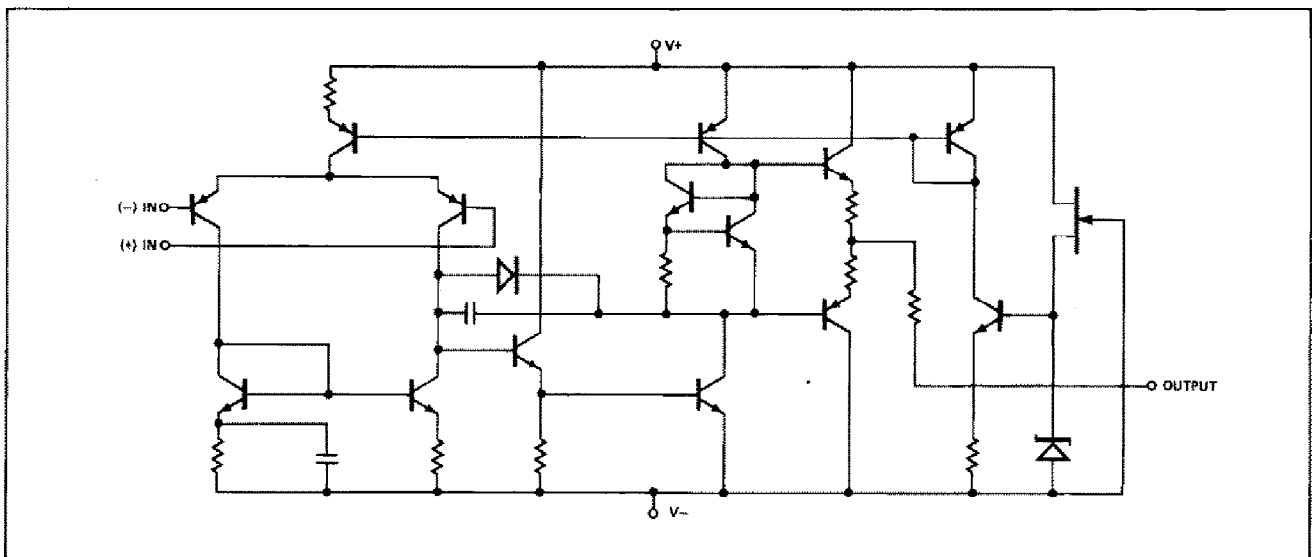 V+
(−) IN
(+) IN
OUTPUT
V−